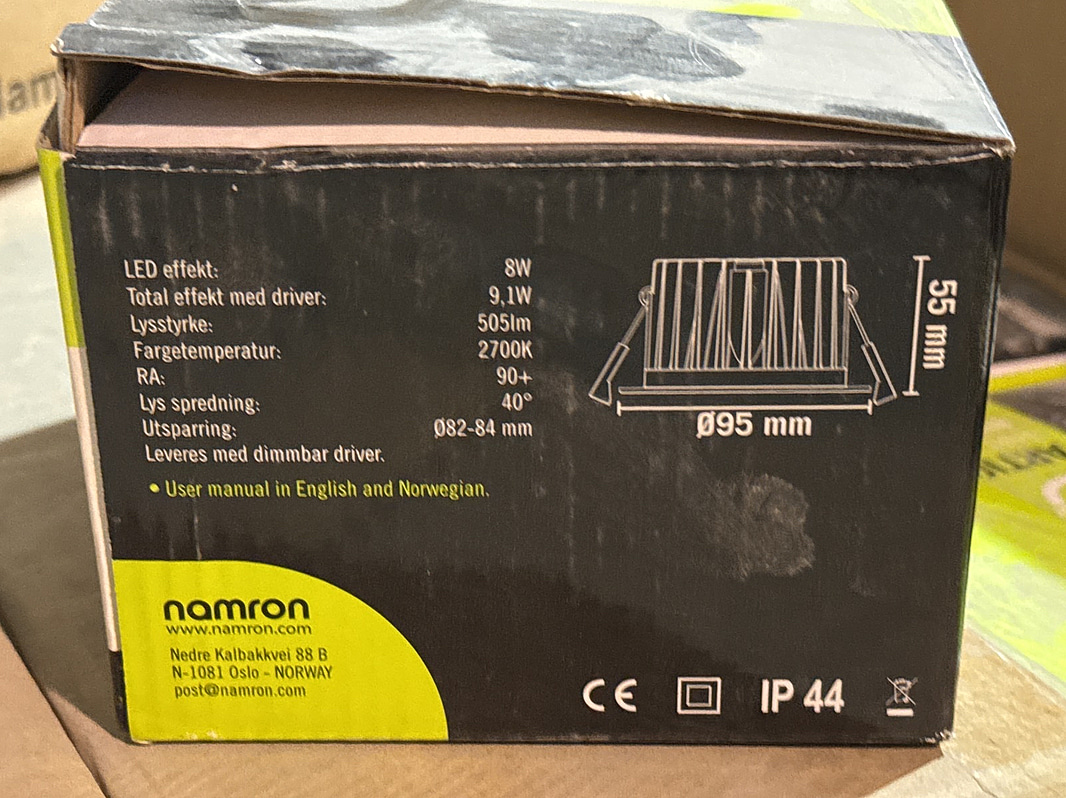 LED effekt: 8W
Total effekt med driver: 9,1W
Lysstyrke: 505lm
Fargetemperatur: 2700K
RA: 90+
Lys spredning: 40°
Utsparring: Ø82-84 mm
Leveres med dimmbar driver.
• User manual in English and Norwegian.
55 mm
Ø95 mm
namron
www.namron.com
Nedre Kalbakkvei 88 B
N-1081 Oslo - NORWAY
post@namron.com
CE
IP 44